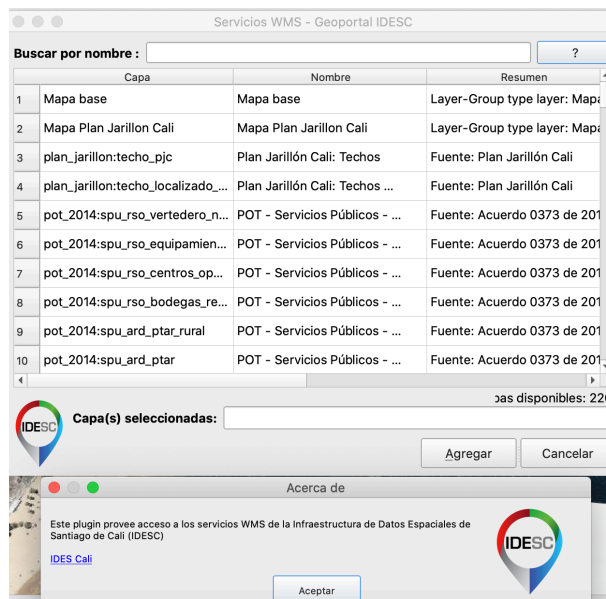 Servicios WMS - Geoportal IDESC
Buscar por nombre :
?
Capa Nombre Resumen
1 Mapa base Mapa base Layer-Group type layer: Mapa
2 Mapa Plan Jarillon Cali Mapa Plan Jarillon Cali Layer-Group type layer: Mapa
3 plan_jarillon:techo_pjc Plan Jarillón Cali: Techos Fuente: Plan Jarillón Cali
4 plan_jarillon:techo_localizado_... Plan Jarillón Cali: Techos ... Fuente: Plan Jarillón Cali
5 pot_2014:spu_rso_vertedero_n... POT - Servicios Públicos - ... Fuente: Acuerdo 0373 de 201
6 pot_2014:spu_rso_equipamien... POT - Servicios Públicos - ... Fuente: Acuerdo 0373 de 201
7 pot_2014:spu_rso_centros_op... POT - Servicios Públicos - ... Fuente: Acuerdo 0373 de 201
8 pot_2014:spu_rso_bodegas_re... POT - Servicios Públicos - ... Fuente: Acuerdo 0373 de 201
9 pot_2014:spu_ard_ptar_rural POT - Servicios Públicos - ... Fuente: Acuerdo 0373 de 201
10 pot_2014:spu_ard_ptar POT - Servicios Públicos - ... Fuente: Acuerdo 0373 de 201
disponibles:
IDESC
Capa(s) seleccionadas:
Agregar Cancelar
Acerca de
Este plugin provee acceso a los servicios WMS de la Infraestructura de Datos Espaciales de
Santiago de Cali (IDESC)
IDES Cali
IDESC
Aceptar